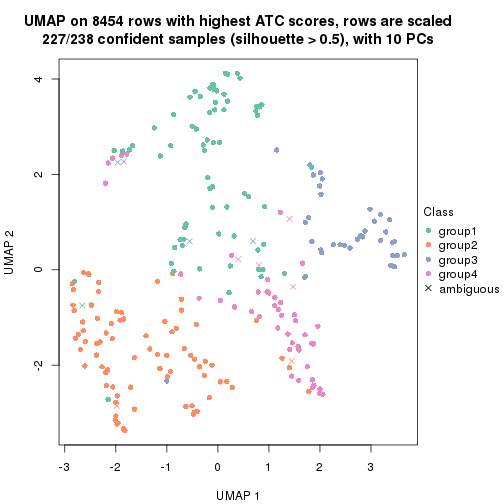 UMAP on 8454 rows with highest ATC scores, rows are scaled
227/238 confident samples (silhouette > 0.5), with 10 PCs
4
2
0
-2
-3
-2
-1
0
1
2
3
UMAP 1
UMAP 2
Class
group1
group2
group3
group4
ambiguous